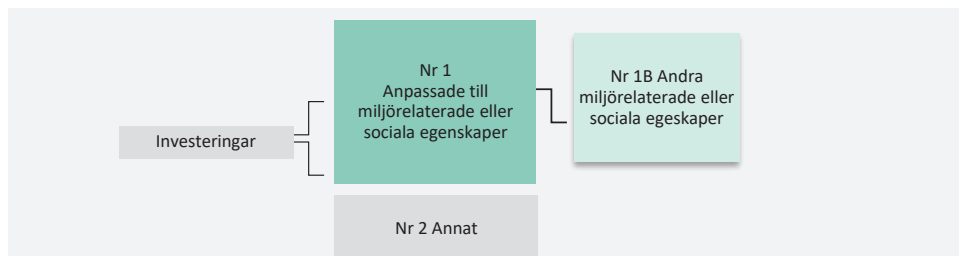 Investeringar
Nr 1
Anpassade till
miljörelaterade eller
sociala egenskaper
Nr 1B Andra
miljörelaterade eller
sociala egeskaper
Nr 2 Annat